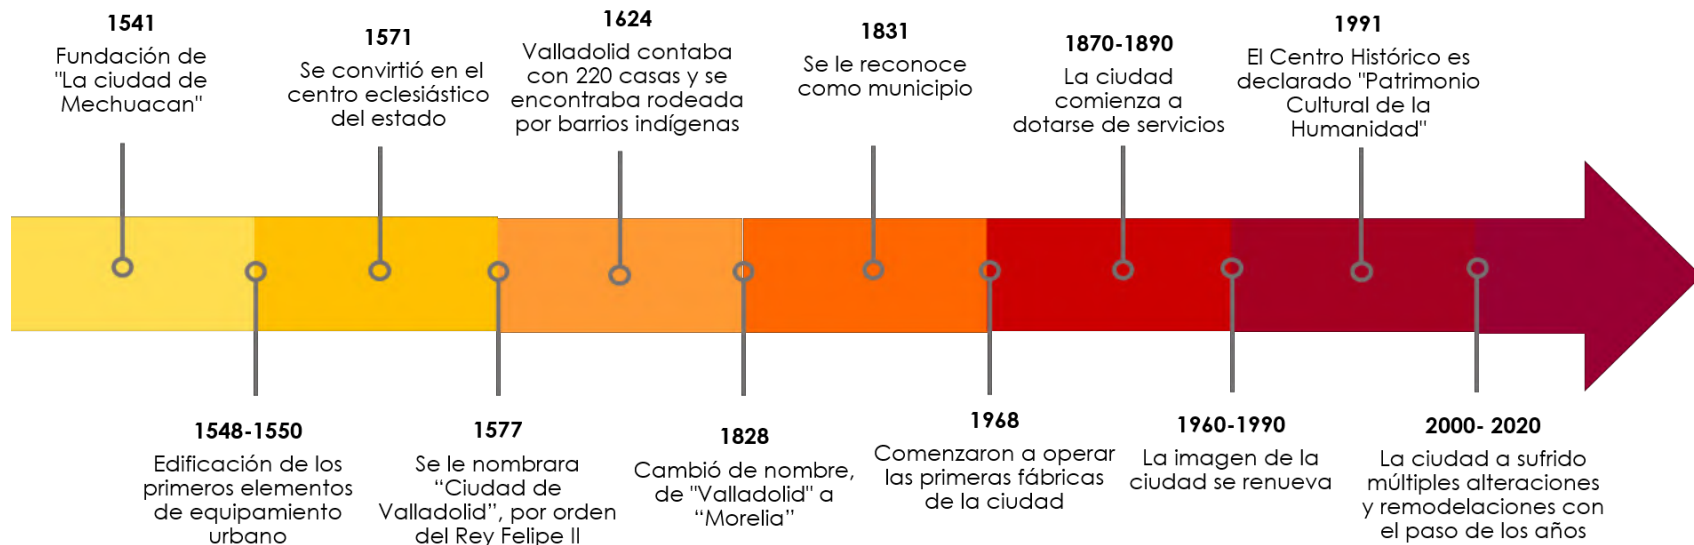 1541
Fundación de
"La ciudad de
Mechuacan"
1548-1550
Edificación de los
primeros elementos
de equipamiento
urbano
1571
Se convirtió en el
centro eclesiástico
del estado
1577
Se le nombrara
“Ciudad de
Valladolid”, por orden
del Rey Felipe II
1624
Valladolid contaba
con 220 casas y se
encontraba rodeada
por barrios indígenas
1828
Cambió de nombre,
de "Valladolid" a
“Morelia”
1831
Se le reconoce
como municipio
1968
Comenzaron a operar
las primeras fábricas
de la ciudad
1870-1890
La ciudad
comienza a
dotarse de servicios
1960-1990
La imagen de la
ciudad se renueva
1991
El Centro Histórico es
declarado "Patrimonio
Cultural de la
Humanidad"
2000- 2020
La ciudad a sufrido
múltiples alteraciones
y remodelaciones con
el paso de los años